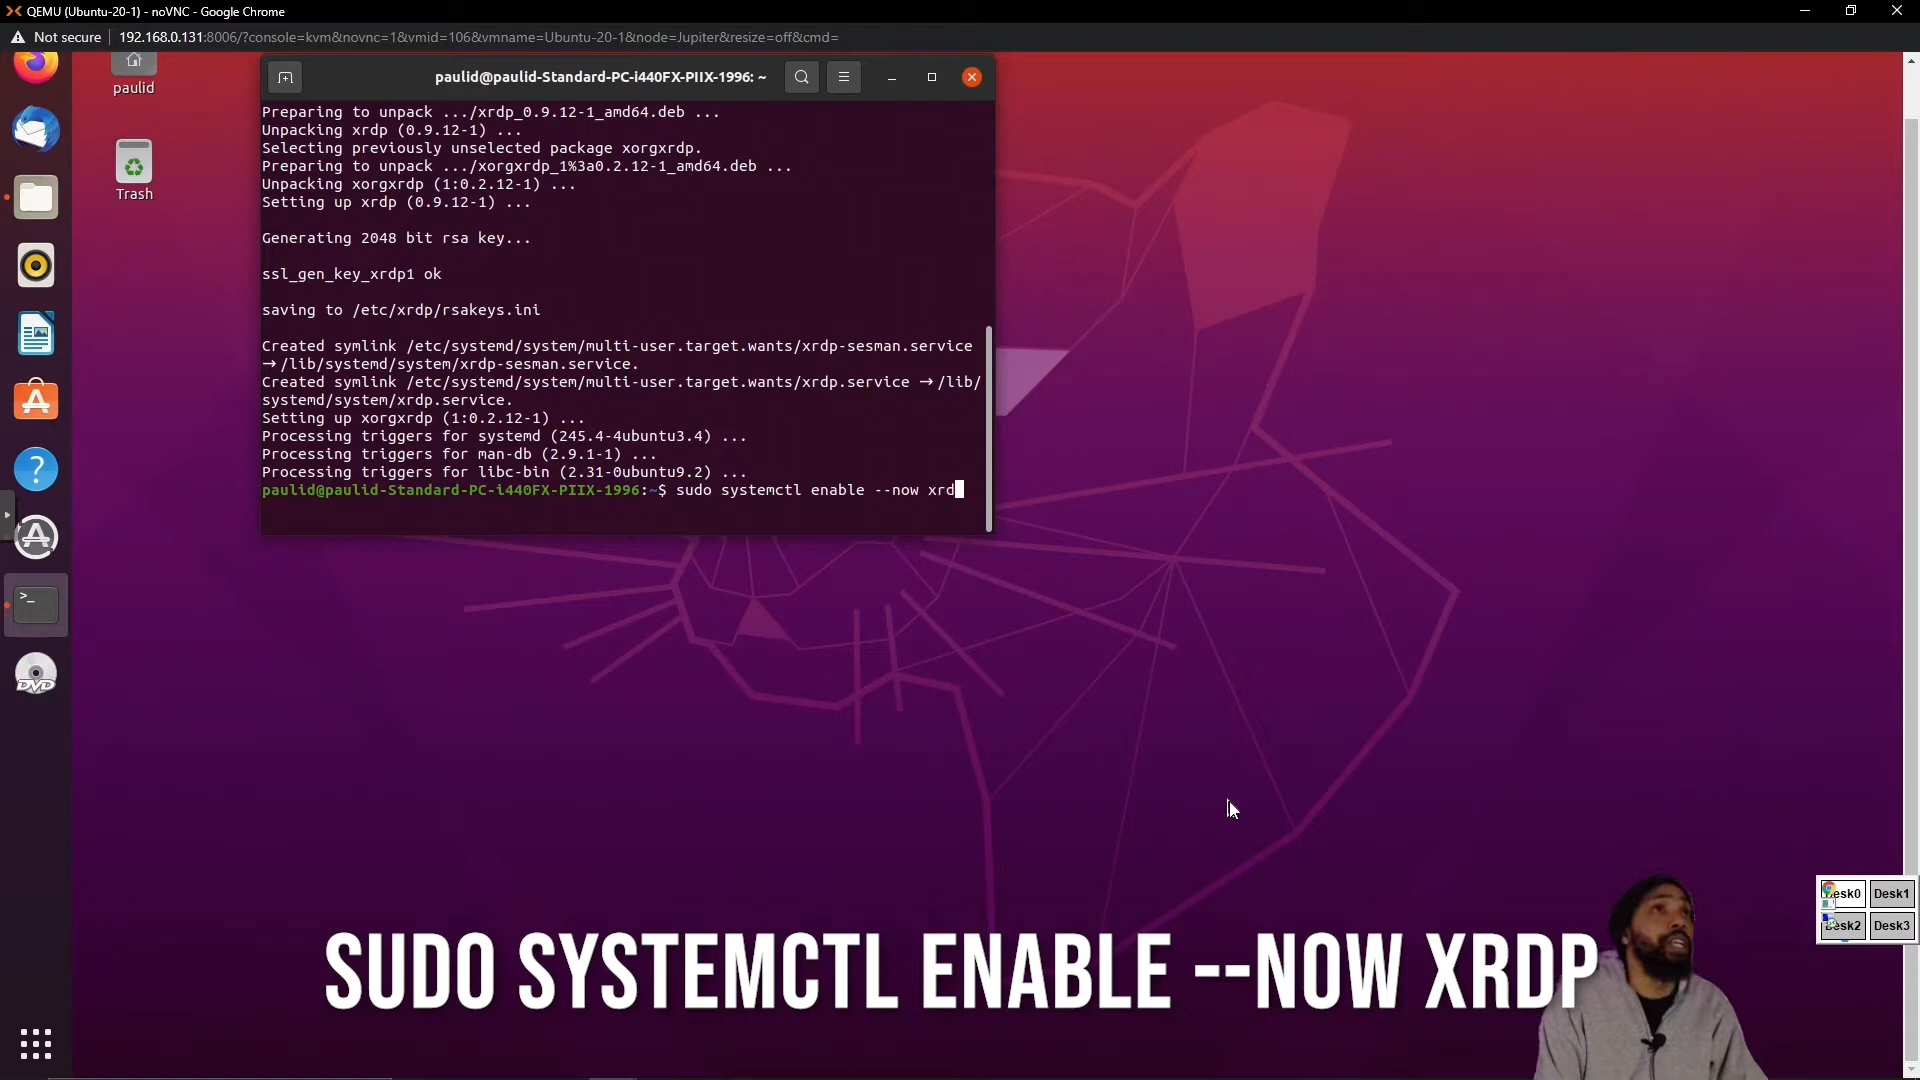 QEMU (Ubuntu-20-1) - noVNC - Google Chrome
Not secure 192.168.0.131:8006/?console=kvm&novnc=1&vmid=106&vmname=Ubuntu-20-1&node=Jupiter&resize=off&cmd=
paulid
Trash
paulid@paulid-Standard-PC-i440FX-PIIX-1996: ~
Preparing to unpack .../xrdp_0.9.12-1_amd64.deb ...
Unpacking xrdp (0.9.12-1) ...
Selecting previously unselected package xorgxrdp.
Preparing to unpack .../xorgxrdp_1%3a0.2.12-1_amd64.deb ...
Unpacking xorgxrdp (1:0.2.12-1) ...
Setting up xrdp (0.9.12-1) ...
Generating 2048 bit rsa key...
ssl_gen_key_xrdp1 ok
saving to /etc/xrdp/rsakeys.ini
Created symlink /etc/systemd/system/multi-user.target.wants/xrdp-sesman.service
→ /lib/systemd/system/xrdp-sesman.service.
Created symlink /etc/systemd/system/multi-user.target.wants/xrdp.service → /lib/
systemd/system/xrdp.service.
Setting up xorgxrdp (1:0.2.12-1) ...
Processing triggers for systemd (245.4-4ubuntu3.4) ...
Processing triggers for man-db (2.9.1-1) ...
Processing triggers for libc-bin (2.31-0ubuntu9.2) ...
paulid@paulid-Standard-PC-i440FX-PIIX-1996:~$ sudo systemctl enable --now xrd
DVD
Desk0 Desk1
Desk2 Desk3
SUDO SYSTEMCTL ENABLE --NOW XRDP